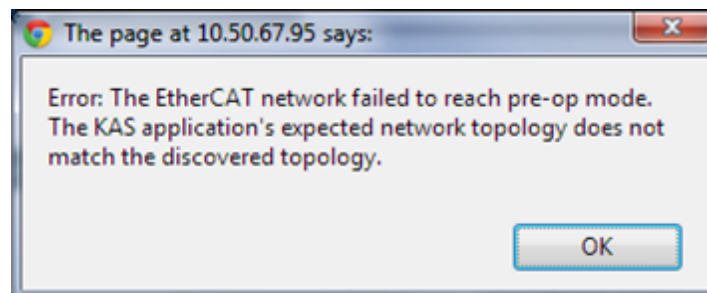 The page at 10.50.67.95 says:
Error: The EtherCAT network failed to reach pre-op mode.
The KAS application's expected network topology does not
match the discovered topology.
OK